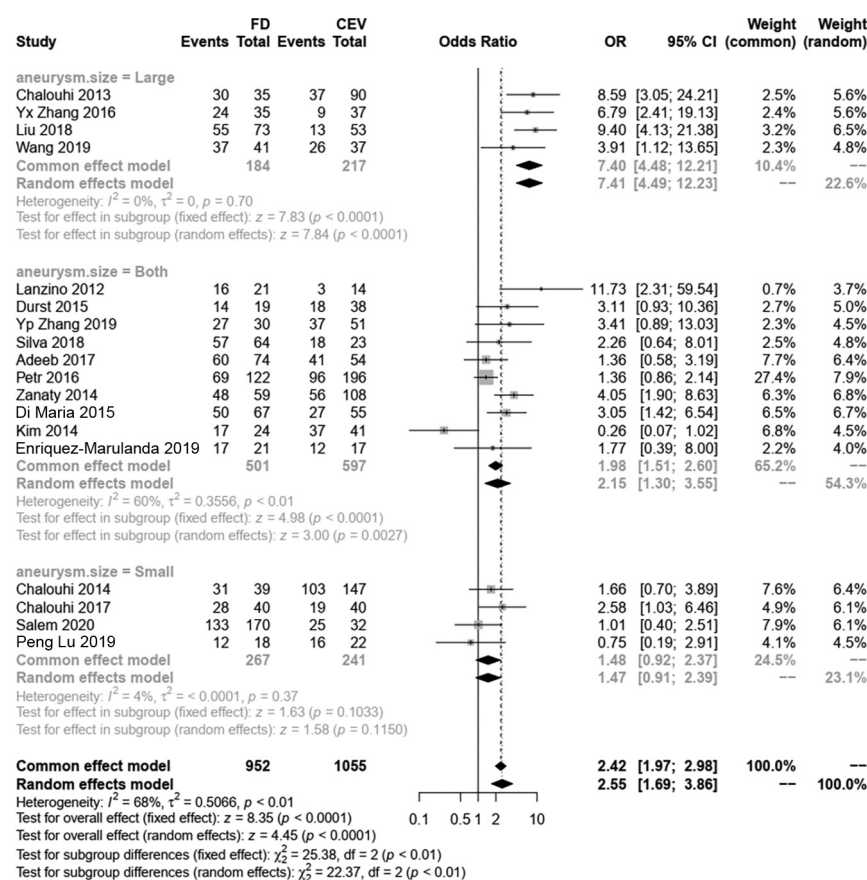 FD CEV Weight Weight
Study Events Total Events Total Odds Ratio OR 95% CI (common) (random)
aneurysm.size = Large
Chalouhi 2013 30 35 37 90 8.59 [3.05; 24.21] 2.5% 5.6%
Yx Zhang 2016 24 35 9 37 6.79 [2.41; 19.13] 2.4% 5.6%
Liu 2018 55 73 13 53 9.40 [4.13; 21.38] 3.2% 6.5%
Wang 2019 37 41 26 37 3.91 [1.12; 13.65] 2.3% 4.8%
Common effect model 184 217 7.40 [4.48; 12.21] 10.4% --
Random effects model 7.41 [4.49; 12.23] -- 22.6%
Heterogeneity: I² = 0%, τ² = 0, p = 0.70
Test for effect in subgroup (fixed effect): z = 7.83 (p < 0.0001)
Test for effect in subgroup (random effects): z = 7.84 (p < 0.0001)
aneurysm.size = Both
Lanzino 2012 16 21 3 14 11.73 [2.31; 59.54] 0.7% 3.7%
Durst 2015 14 19 18 38 3.11 [0.93; 10.36] 2.7% 5.0%
Yp Zhang 2019 27 30 37 51 3.41 [0.89; 13.03] 2.3% 4.5%
Silva 2018 57 64 18 23 2.26 [0.64; 8.01] 2.5% 4.8%
Adeeb 2017 60 74 41 54 1.36 [0.58; 3.19] 7.7% 6.4%
Petr 2016 69 122 96 196 1.36 [0.86; 2.14] 27.4% 7.9%
Zanaty 2014 48 59 56 108 4.05 [1.90; 8.63] 6.3% 6.8%
Di Maria 2015 50 67 27 55 3.05 [1.42; 6.54] 6.5% 6.7%
Kim 2014 17 24 37 41 0.26 [0.07; 1.02] 6.8% 4.5%
Enriquez-Marulanda 2019 17 21 12 17 1.77 [0.39; 8.00] 2.2% 4.0%
Common effect model 501 597 1.98 [1.51; 2.60] 65.2% --
Random effects model 2.15 [1.30; 3.55] -- 54.3%
Heterogeneity: I² = 60%, τ² = 0.3556, p < 0.01
Test for effect in subgroup (fixed effect): z = 4.98 (p < 0.0001)
Test for effect in subgroup (random effects): z = 3.00 (p = 0.0027)
aneurysm.size = Small
Chalouhi 2014 31 39 103 147 1.66 [0.70; 3.89] 7.6% 6.4%
Chalouhi 2017 28 40 19 40 2.58 [1.03; 6.46] 4.9% 6.1%
Salem 2020 133 170 25 32 1.01 [0.40; 2.51] 7.9% 6.1%
Peng Lu 2019 12 18 16 22 0.75 [0.19; 2.91] 4.1% 4.5%
Common effect model 267 241 1.48 [0.92; 2.37] 24.5% --
Random effects model 1.47 [0.91; 2.39] -- 23.1%
Heterogeneity: I² = 4%, τ² = < 0.0001, p = 0.37
Test for effect in subgroup (fixed effect): z = 1.63 (p = 0.1033)
Test for effect in subgroup (random effects): z = 1.58 (p = 0.1150)
Common effect model 952 1055 2.42 [1.97; 2.98] 100.0% --
Random effects model 2.55 [1.69; 3.86] -- 100.0%
Heterogeneity: I² = 68%, τ² = 0.5066, p < 0.01
Test for overall effect (fixed effect): z = 8.35 (p < 0.0001)
0.1 0.5 1 2 10
Test for overall effect (random effects): z = 4.45 (p < 0.0001)
Test for subgroup differences (fixed effect): χ²₂ = 25.38, df = 2 (p < 0.01)
Test for subgroup differences (random effects): χ²₂ = 22.37, df = 2 (p < 0.01)